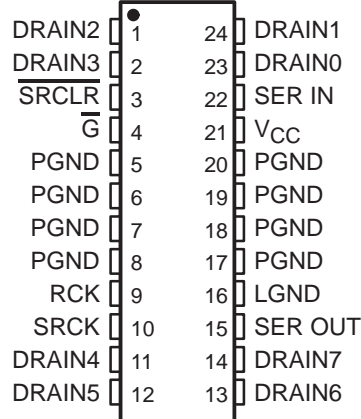 DRAIN2 1 24 DRAIN1
DRAIN3 2 23 DRAIN0
SRCLR 3 22 SER IN
G 4 21 VCC
PGND 5 20 PGND
PGND 6 19 PGND
PGND 7 18 PGND
PGND 8 17 PGND
RCK 9 16 LGND
SRCK 10 15 SER OUT
DRAIN4 11 14 DRAIN7
DRAIN5 12 13 DRAIN6